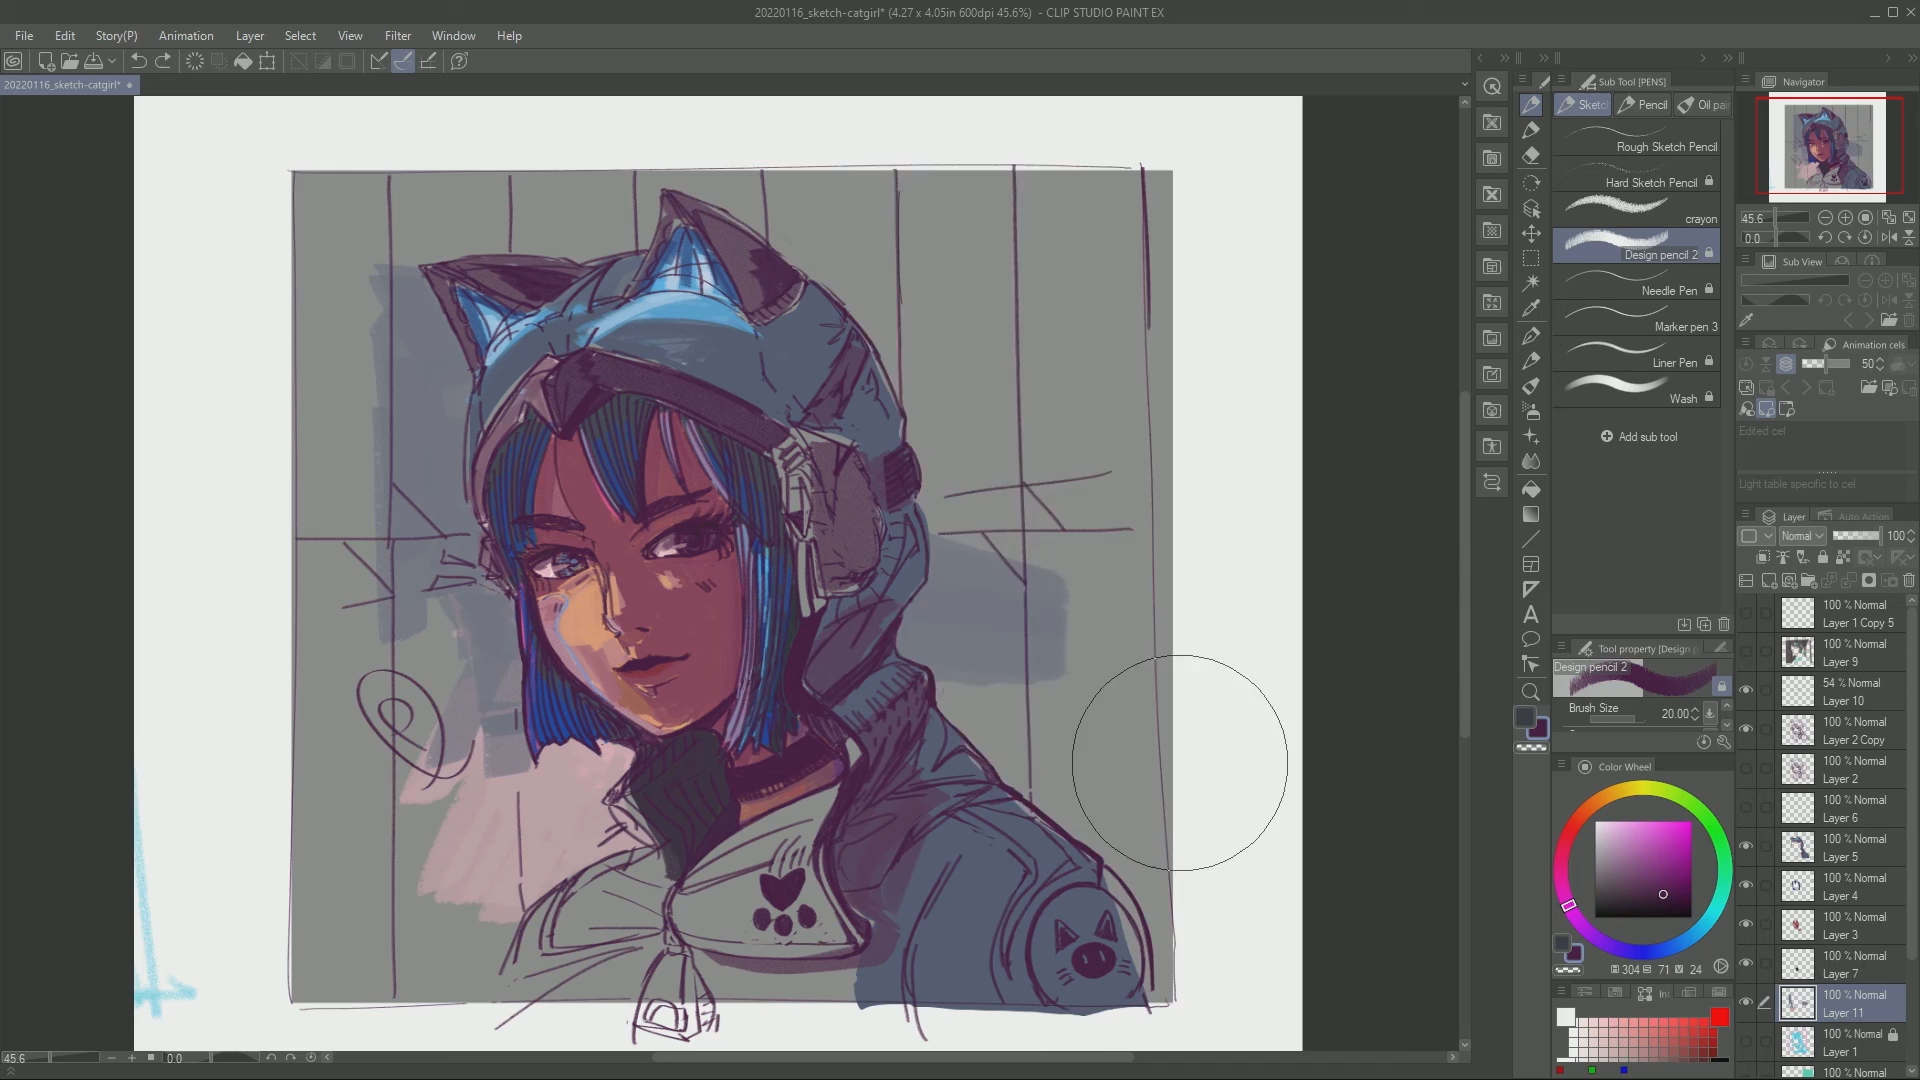 20220116_sketch-catgirl* (4.27 x 4.05in 600dpi 45.6%) - CLIP STUDIO PAINT EX
File Edit Story(P) Animation Layer Select View Filter Window Help
20220116_sketch-catgirl*
Sub Tool [PENS]
Sketc Pencil Oil pai
Rough Sketch Pencil
Hard Sketch Pencil
crayon
Design pencil 2
Needle Pen
Marker pen 3
Liner Pen
Wash
Add sub tool
Tool property [Design p
Design pencil 2
Brush Size 20.00
Color Wheel
304 71 V 24
Navigator
45.6
0.0
Sub View
Animation cels
50
Edited cel
Light table specific to cel
Layer Auto Action
Normal 100
100 % Normal
Layer 1 Copy 5
100 % Normal
Layer 9
54 % Normal
Layer 10
100 % Normal
Layer 2 Copy
100 % Normal
Layer 2
100 % Normal
Layer 6
100 % Normal
Layer 5
100 % Normal
Layer 4
100 % Normal
Layer 3
100 % Normal
Layer 7
100 % Normal
Layer 11
100 % Normal
Layer 1
100 % Normal
45.6 0.0